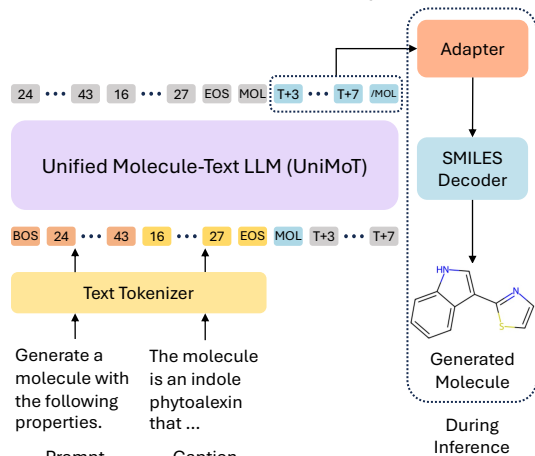 Adapter
24 ••• 43 16 ••• 27 EOS MOL T+3 ••• T+7 /MOL
Unified Molecule-Text LLM (UniMoT)
SMILES
Decoder
BOS 24 ••• 43 16 ••• 27 EOS MOL T+3 ••• T+7
Text Tokenizer
HN
N
S
Generate a
molecule with
the following
properties.
The molecule
is an indole
phytoalexin
that ...
Generated
Molecule
During
Inference
Prompt
Caption